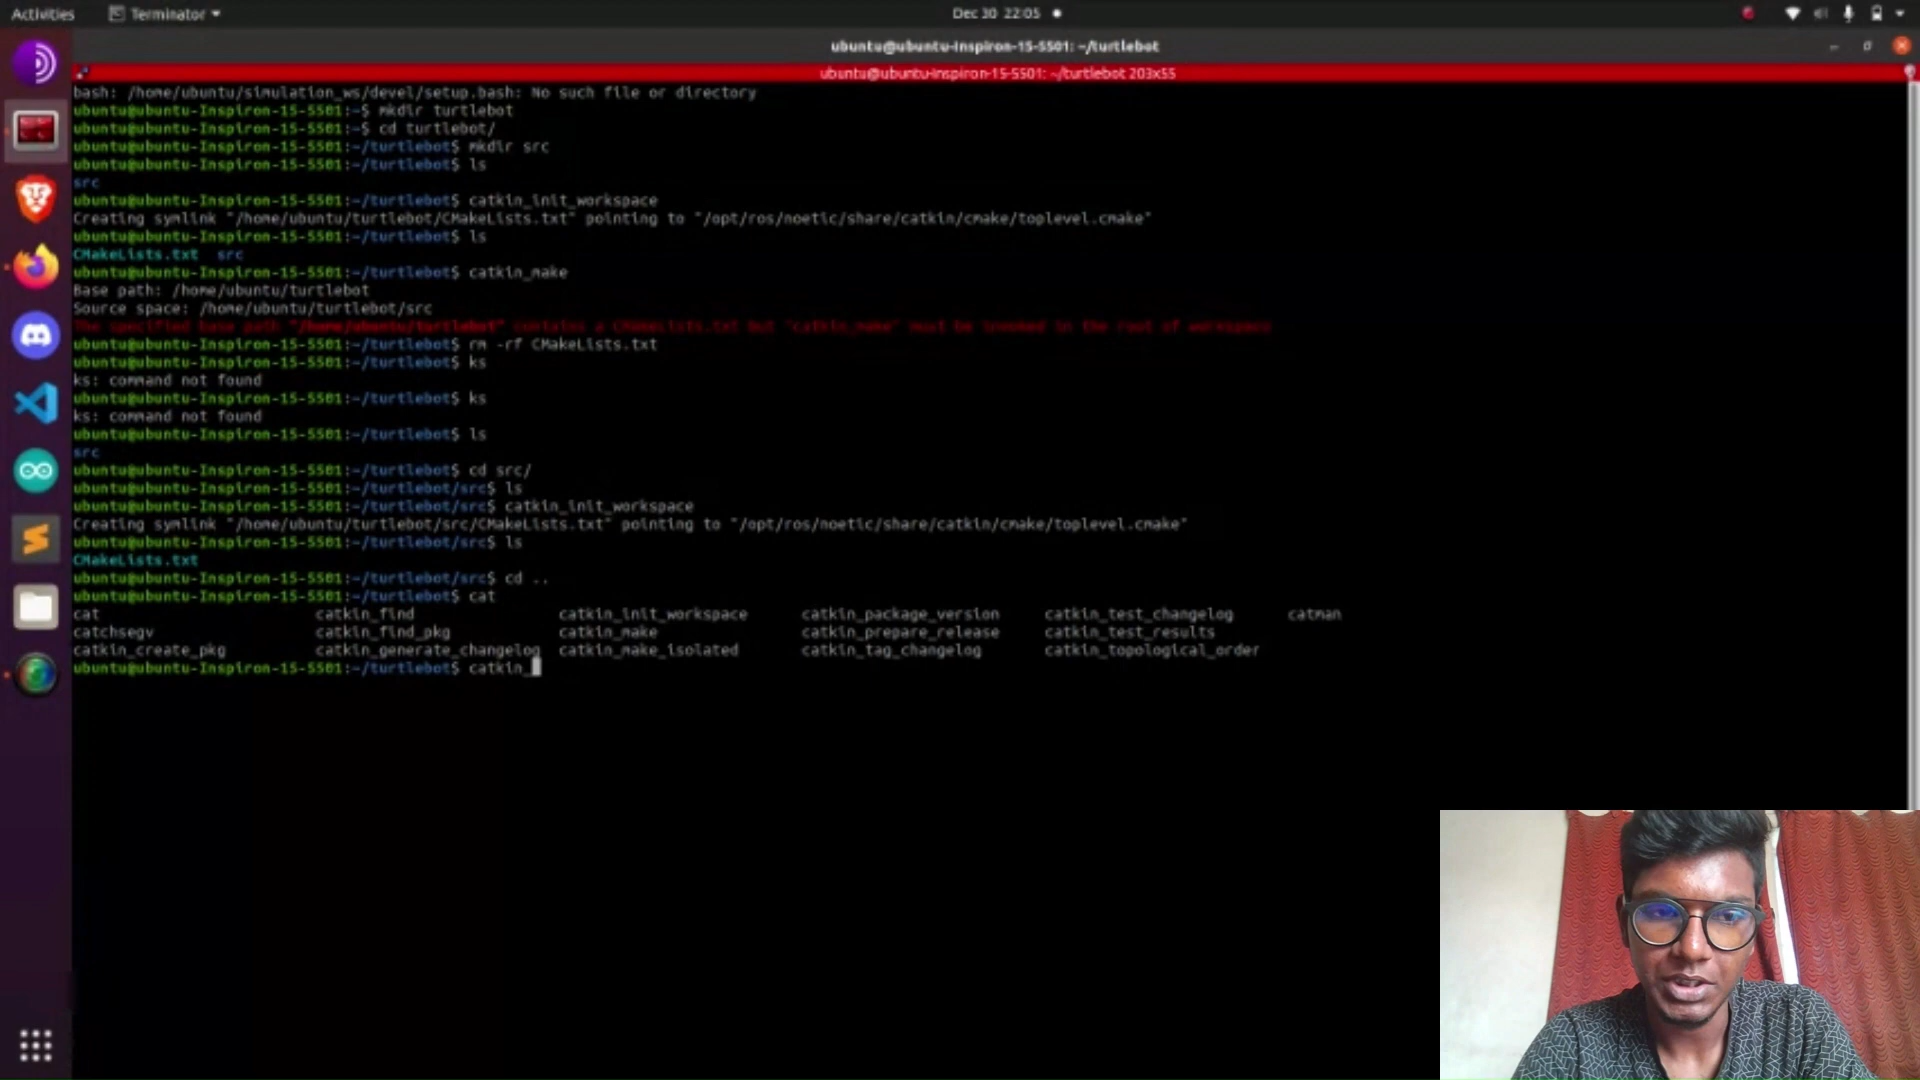 Activities Terminator Dec 30 22:05
ubuntu@ubuntu-Inspiron-15-5501: ~/turtlebot
ubuntu@ubuntu-Inspiron-15-5501: ~/turtlebot 203x55
bash: /home/ubuntu/simulation_ws/devel/setup.bash: No such file or directory
ubuntu@ubuntu-Inspiron-15-5501:~$ mkdir turtlebot
ubuntu@ubuntu-Inspiron-15-5501:~$ cd turtlebot/
ubuntu@ubuntu-Inspiron-15-5501:~/turtlebot$ mkdir src
ubuntu@ubuntu-Inspiron-15-5501:~/turtlebot$ ls
src
ubuntu@ubuntu-Inspiron-15-5501:~/turtlebot$ catkin_init_workspace
Creating symlink "/home/ubuntu/turtlebot/CMakeLists.txt" pointing to "/opt/ros/noetic/share/catkin/cmake/toplevel.cmake"
ubuntu@ubuntu-Inspiron-15-5501:~/turtlebot$ ls
CMakeLists.txt src
ubuntu@ubuntu-Inspiron-15-5501:~/turtlebot$ catkin_make
Base path: /home/ubuntu/turtlebot
Source space: /home/ubuntu/turtlebot/src
The specified base path "/home/ubuntu/turtlebot" contains a CMakeLists.txt but "catkin_make" must be invoked in the root of workspace
ubuntu@ubuntu-Inspiron-15-5501:~/turtlebot$ rm -rf CMakeLists.txt
ubuntu@ubuntu-Inspiron-15-5501:~/turtlebot$ ks
ks: command not found
ubuntu@ubuntu-Inspiron-15-5501:~/turtlebot$ ks
ks: command not found
ubuntu@ubuntu-Inspiron-15-5501:~/turtlebot$ ls
src
ubuntu@ubuntu-Inspiron-15-5501:~/turtlebot$ cd src/
ubuntu@ubuntu-Inspiron-15-5501:~/turtlebot/src$ ls
ubuntu@ubuntu-Inspiron-15-5501:~/turtlebot/src$ catkin_init_workspace
Creating symlink "/home/ubuntu/turtlebot/src/CMakeLists.txt" pointing to "/opt/ros/noetic/share/catkin/cmake/toplevel.cmake"
ubuntu@ubuntu-Inspiron-15-5501:~/turtlebot/src$ ls
CMakeLists.txt
ubuntu@ubuntu-Inspiron-15-5501:~/turtlebot/src$ cd ..
ubuntu@ubuntu-Inspiron-15-5501:~/turtlebot$ cat
cat catkin_find catkin_init_workspace catkin_package_version catkin_test_changelog catman
catchsegv catkin_find_pkg catkin_make catkin_prepare_release catkin_test_results
catkin_create_pkg catkin_generate_changelog catkin_make_isolated catkin_tag_changelog catkin_topological_order
ubuntu@ubuntu-Inspiron-15-5501:~/turtlebot$ catkin_